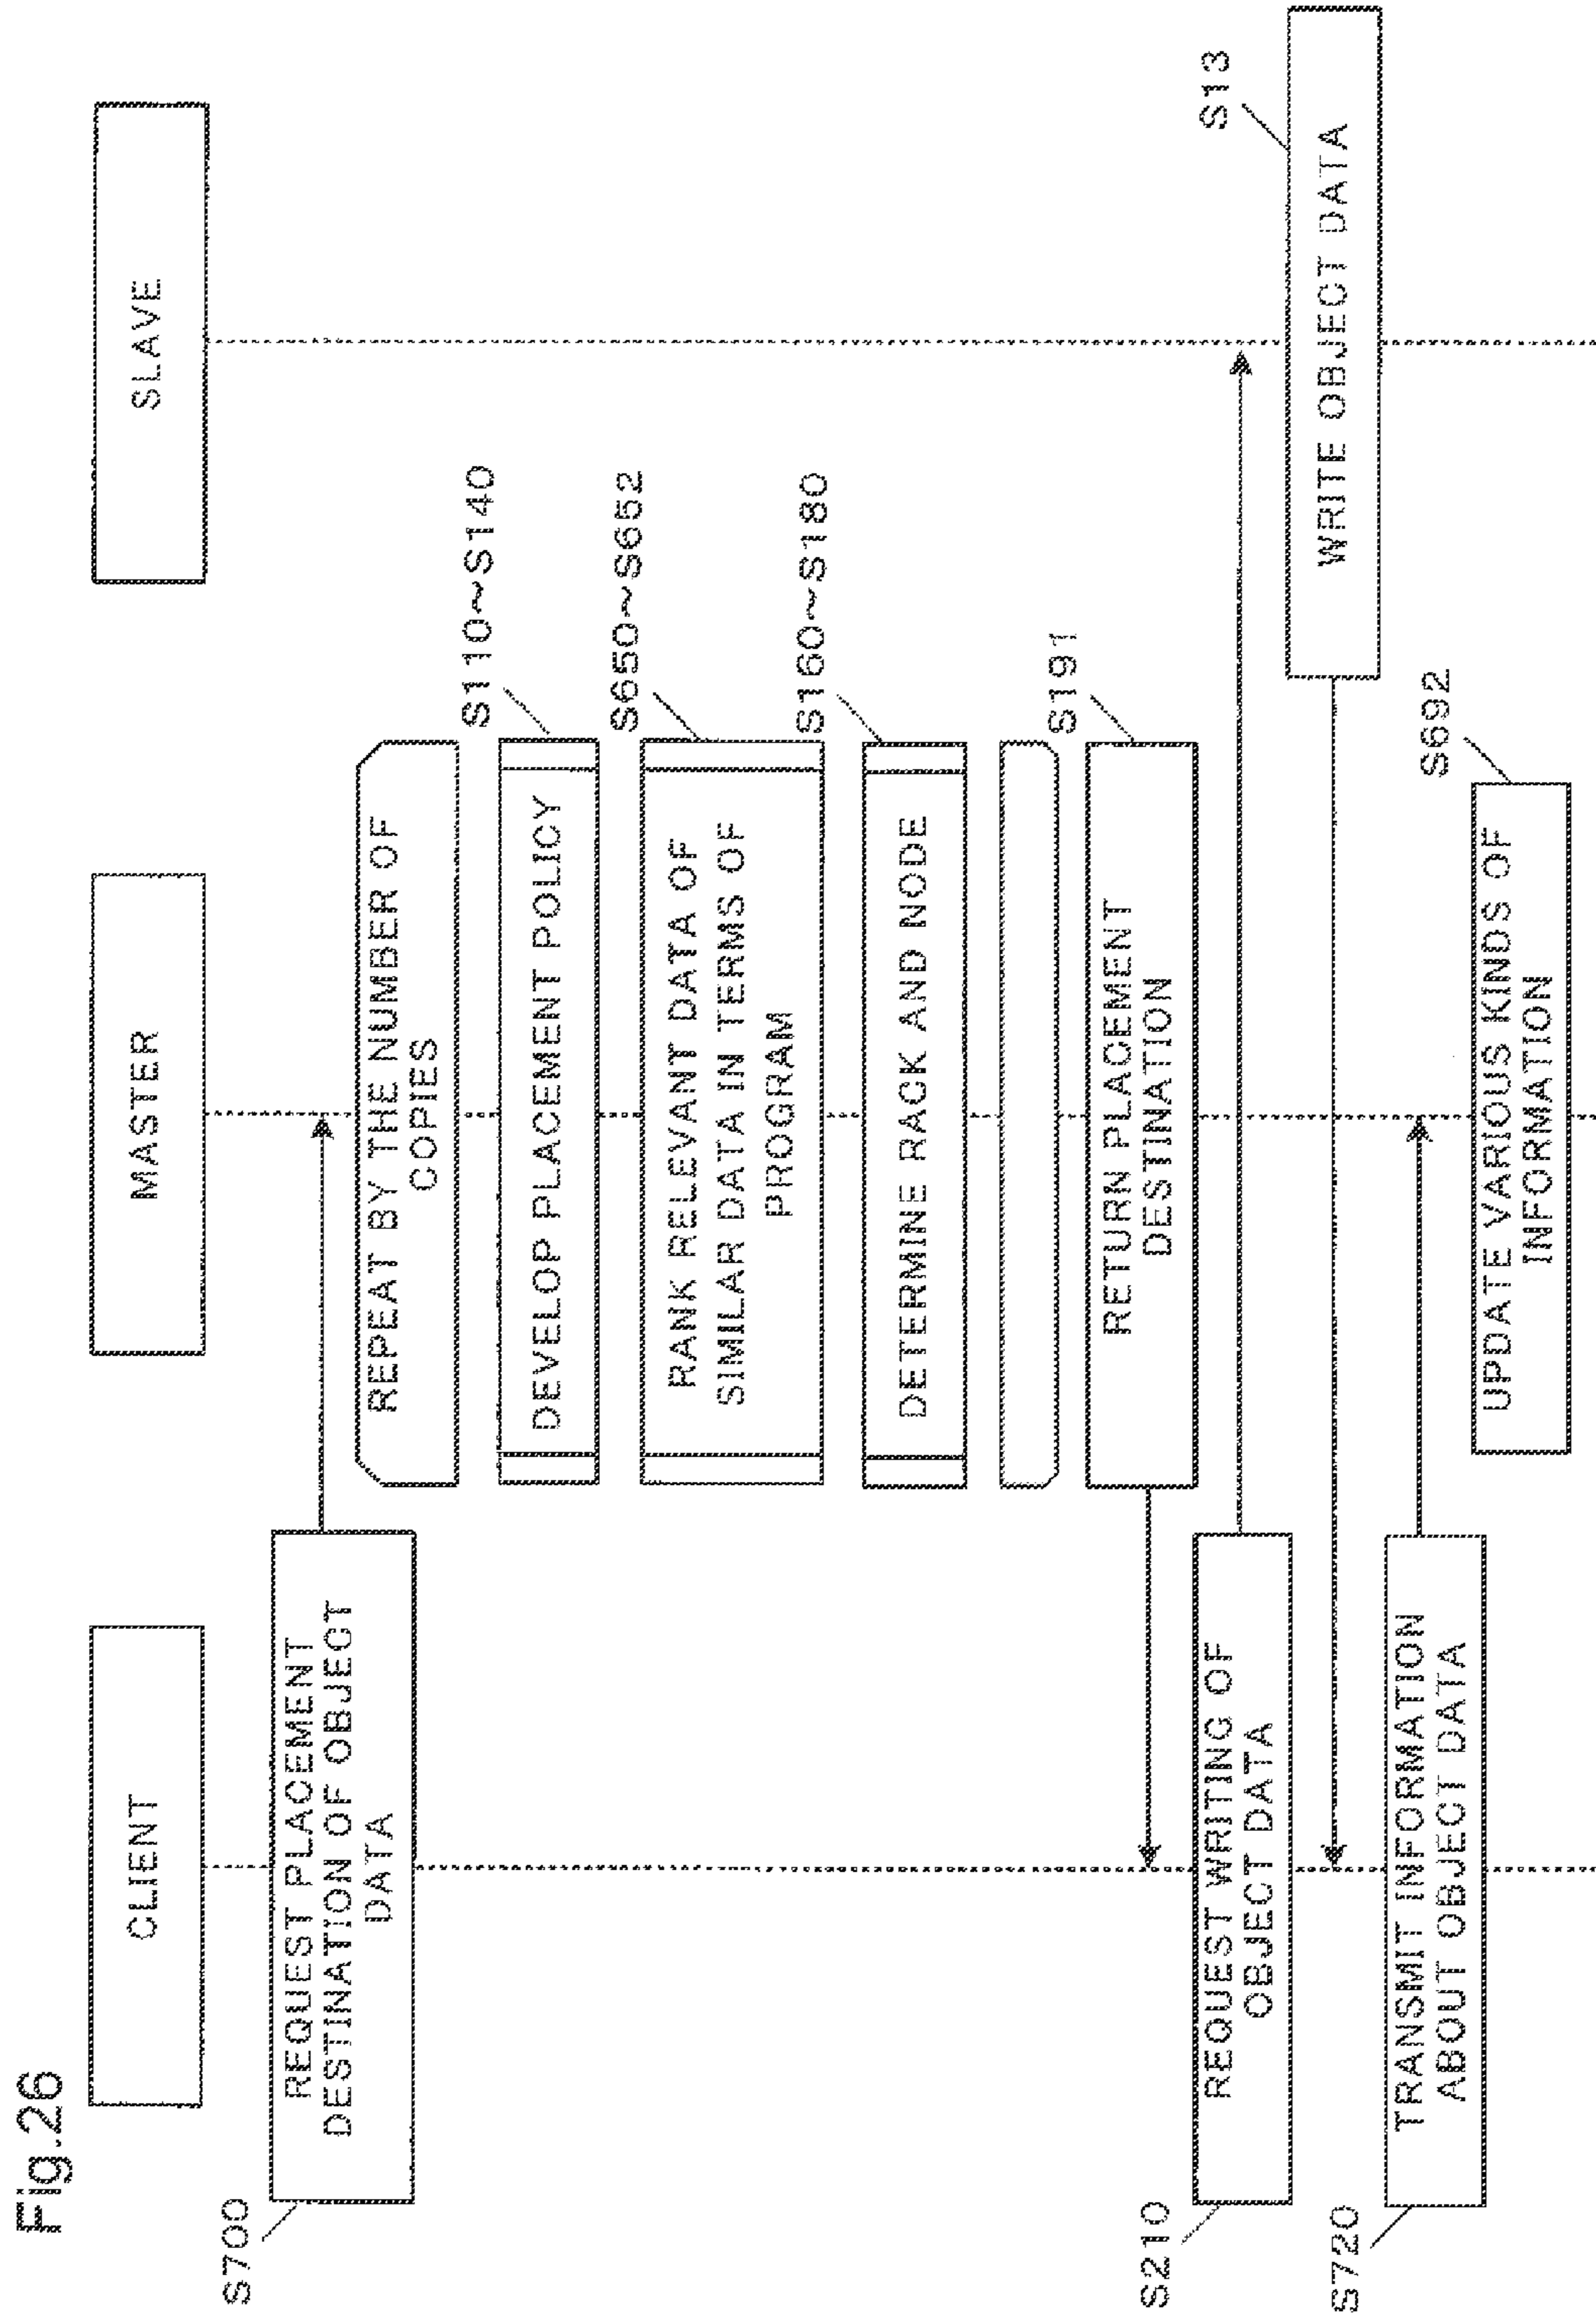 Fig.26
CLIENT
MASTER
SLAVE
S700
REQUEST PLACEMENT
DESTINATION OF OBJECT
DATA
REPEAT BY THE NUMBER OF
COPIES
S110~S140
DEVELOP PLACEMENT POLICY
S650~S652
RANK RELEVANT DATA OF
SIMILAR DATA IN TERMS OF
PROGRAM
S160~S180
DETERMINE RACK AND NODE
S191
RETURN PLACEMENT
DESTINATION
S210
REQUEST WRITING OF
OBJECT DATA
S13
WRITE OBJECT DATA
S720
TRANSMIT INFORMATION
ABOUT OBJECT DATA
S692
UPDATE VARIOUS KINDS OF
INFORMATION